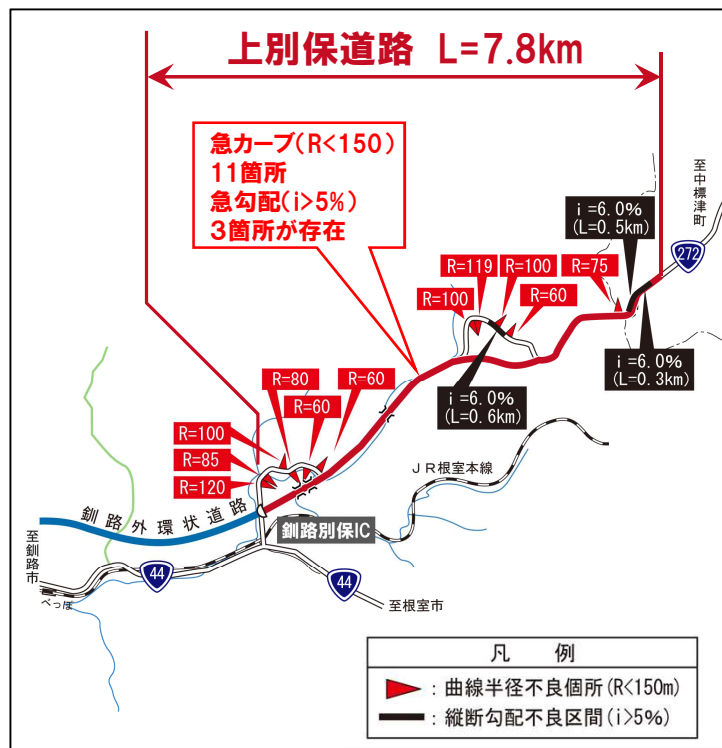 上別保道路 L=7.8km
急カーブ(R<150)
11箇所
急勾配(i>5%)
3箇所が存在
至中標津町
i=6.0%
(L=0.5km)
272
R=119
R=100
R=75
R=100
R=60
i=6.0%
(L=0.3km)
i=6.0%
(L=0.6km)
R=80
R=60
R=60
R=100
R=85
R=120
JR根室本線
釧路外環状道路
釧路別保IC
至釧路市
44
44
べっぽ
至根室市
凡 例
:曲線半径不良個所(R<150m)
:縦断勾配不良区間(i>5%)